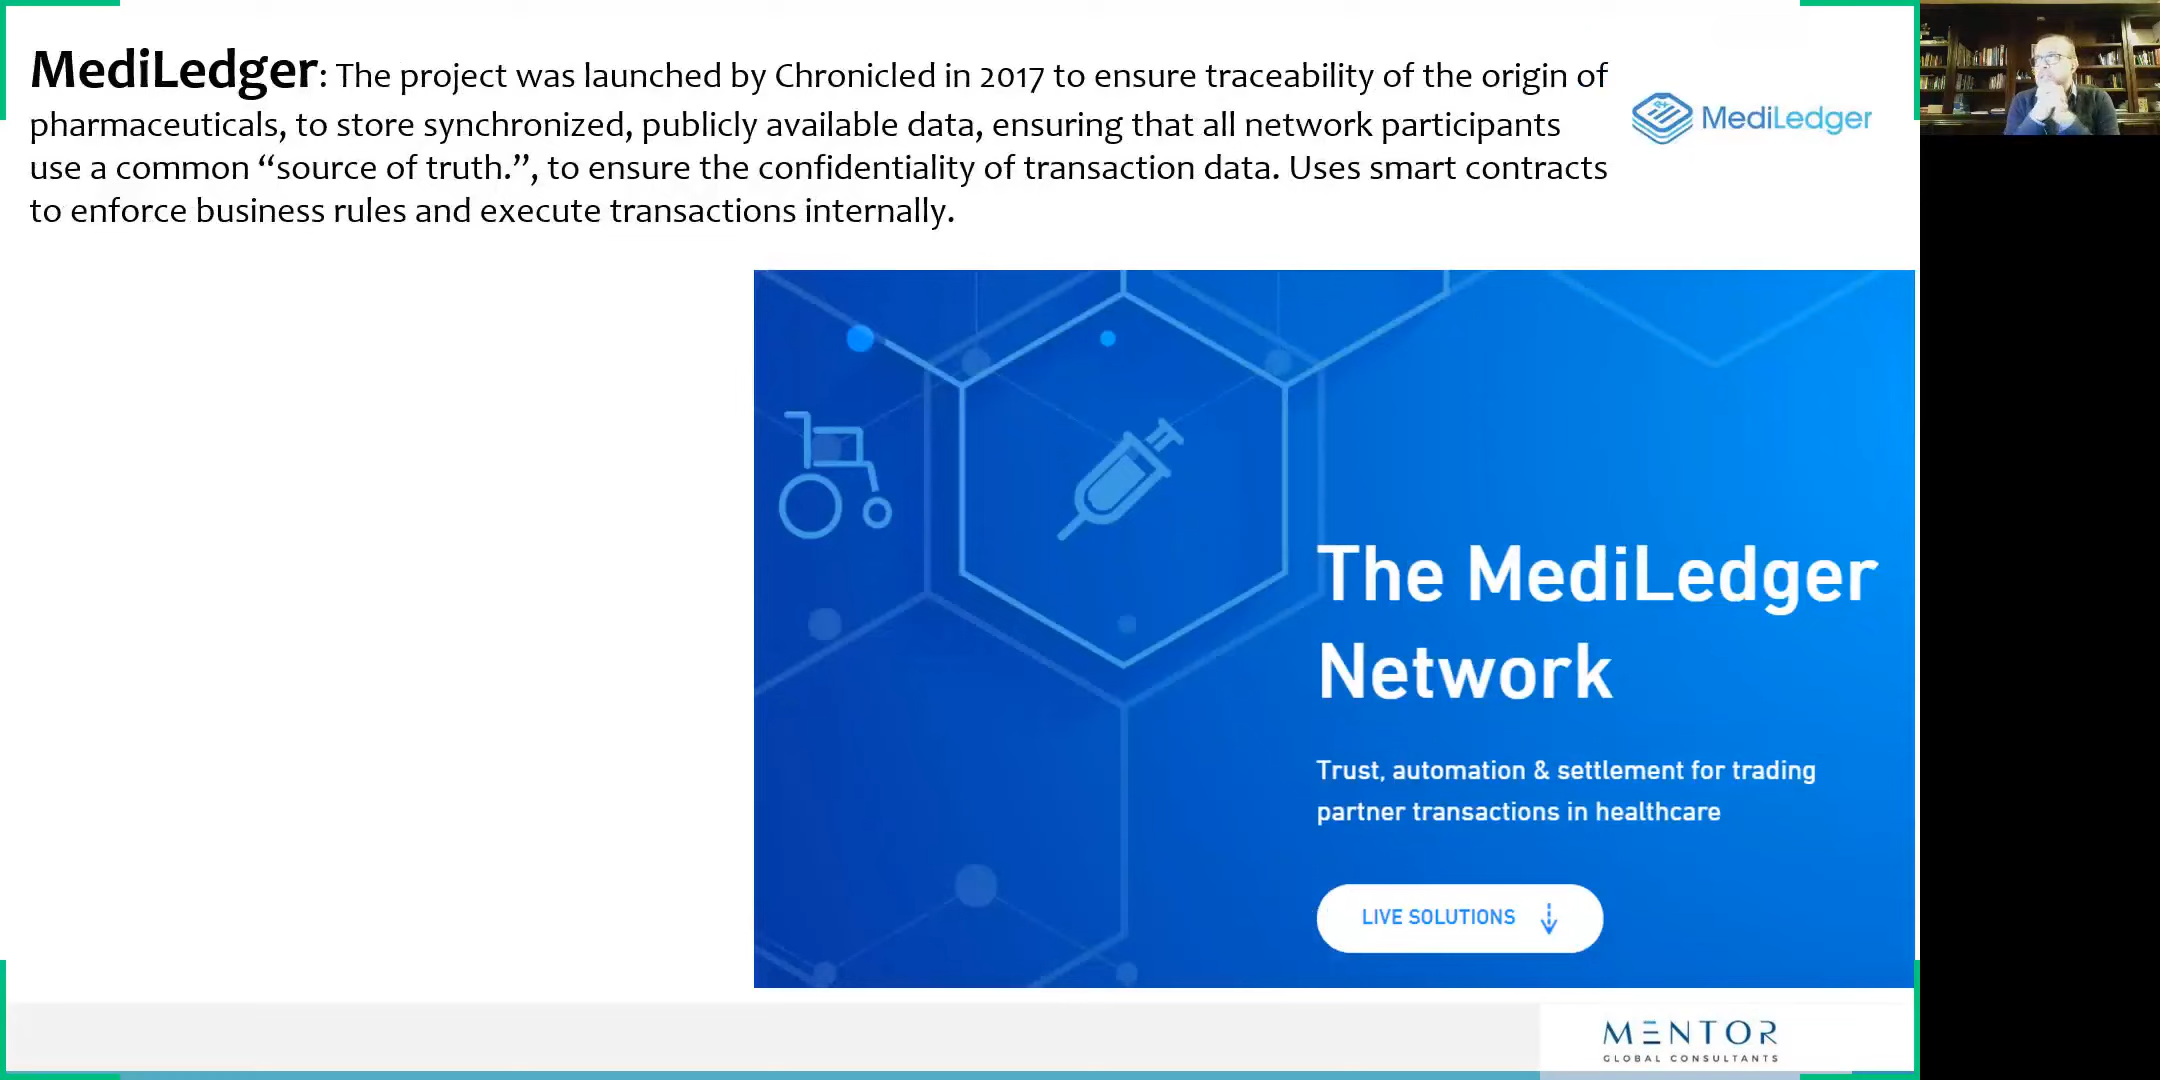 MediLedger: The project was launched by Chronicled in 2017 to ensure traceability of the origin of
pharmaceuticals, to store synchronized, publicly available data, ensuring that all network participants
use a common “source of truth.”, to ensure the confidentiality of transaction data. Uses smart contracts
to enforce business rules and execute transactions internally.
MediLedger
The MediLedger
Network
Trust, automation & settlement for trading
partner transactions in healthcare
LIVE SOLUTIONS
MENTOR
GLOBAL CONSULTANTS